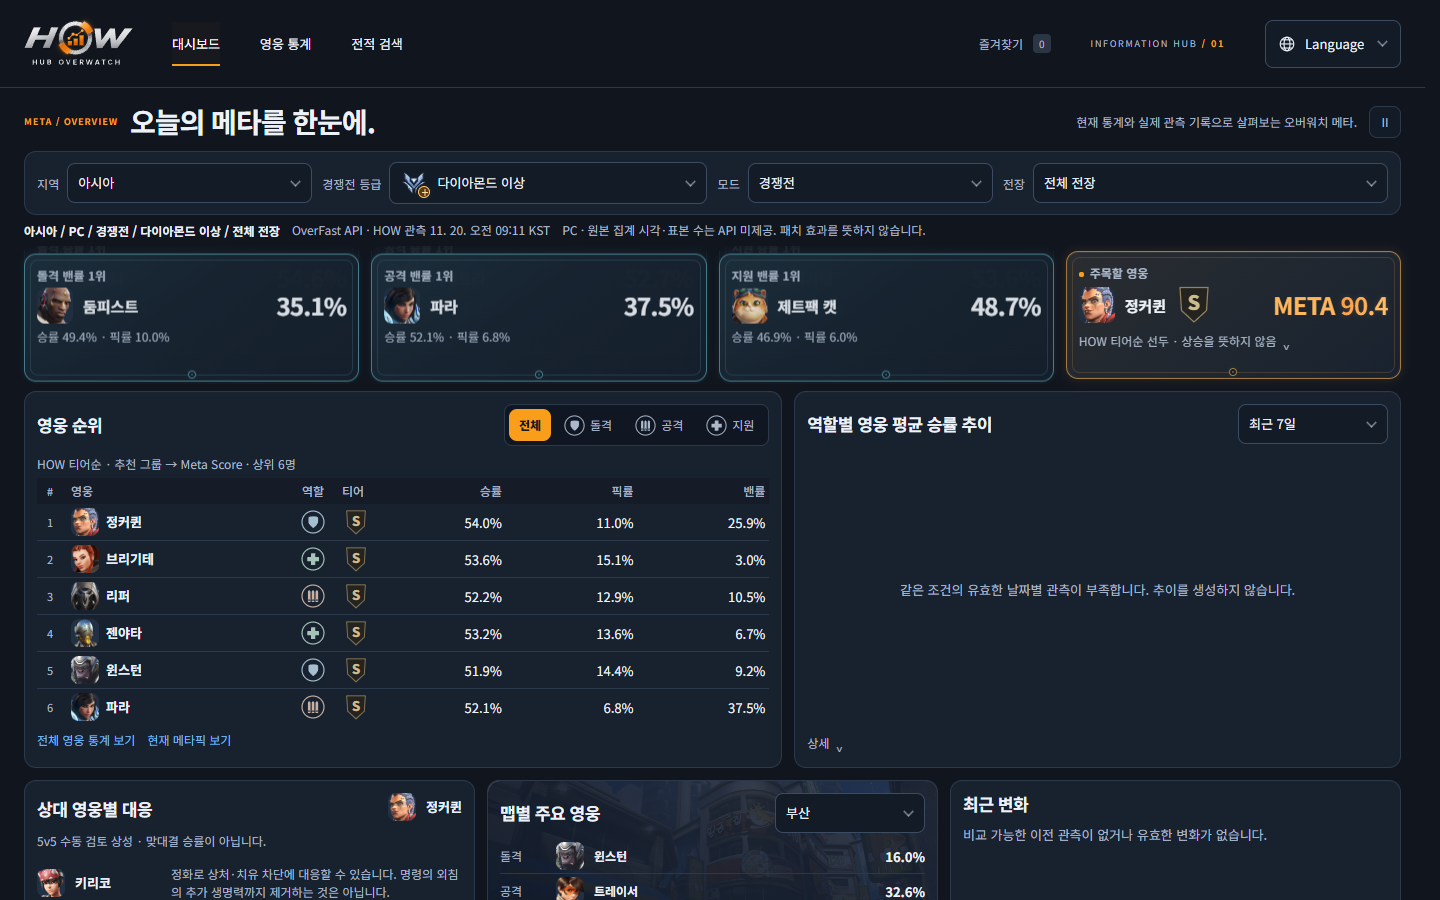 HOW
HUB OVERWATCH
대시보드
영웅 통계
전적 검색
즐겨찾기 0
INFORMATION HUB / 01
Language
META / OVERVIEW
오늘의 메타를 한눈에.
현재 통계와 실제 관측 기록으로 살펴보는 오버워치 메타.
지역 아시아
경쟁전 등급 다이아몬드 이상
모드 경쟁전
전장 전체 전장
아시아 / PC / 경쟁전 / 다이아몬드 이상 / 전체 전장 OverFast API · HOW 관측 11. 20. 오전 09:11 KST PC · 원본 집계 시각·표본 수는 API 미제공. 패치 효과를 뜻하지 않습니다.
돌격 밴률 1위
둠피스트 35.1%
승률 49.4% · 픽률 10.0%
공격 밴률 1위
파라 37.5%
승률 52.1% · 픽률 6.8%
지원 밴률 1위
제트팩 캣 48.7%
승률 46.9% · 픽률 6.0%
주목할 영웅
정커퀸 S META 90.4
HOW 티어순 선두 · 상승을 뜻하지 않음
영웅 순위
전체 돌격 공격 지원
HOW 티어순 · 추천 그룹 → Meta Score · 상위 6명
# 영웅 역할 티어 승률 픽률 밴률
1 정커퀸 S 54.0% 11.0% 25.9%
2 브리기테 S 53.6% 15.1% 3.0%
3 리퍼 S 52.2% 12.9% 10.5%
4 젠야타 S 53.2% 13.6% 6.7%
5 윈스턴 S 51.9% 14.4% 9.2%
6 파라 S 52.1% 6.8% 37.5%
전체 영웅 통계 보기 현재 메타픽 보기
역할별 영웅 평균 승률 추이
최근 7일
같은 조건의 유효한 날짜별 관측이 부족합니다. 추이를 생성하지 않습니다.
상세
상대 영웅별 대응
정커퀸
5v5 수동 검토 상성 · 맞대결 승률이 아닙니다.
키리코
정화로 상처·치유 차단에 대응할 수 있습니다. 명령의 외침
의 추가 생명력까지 제거하는 것은 아닙니다.
맵별 주요 영웅
부산
돌격 윈스턴 16.0%
공격 트레이서 32.6%
최근 변화
비교 가능한 이전 관측이 없거나 유효한 변화가 없습니다.